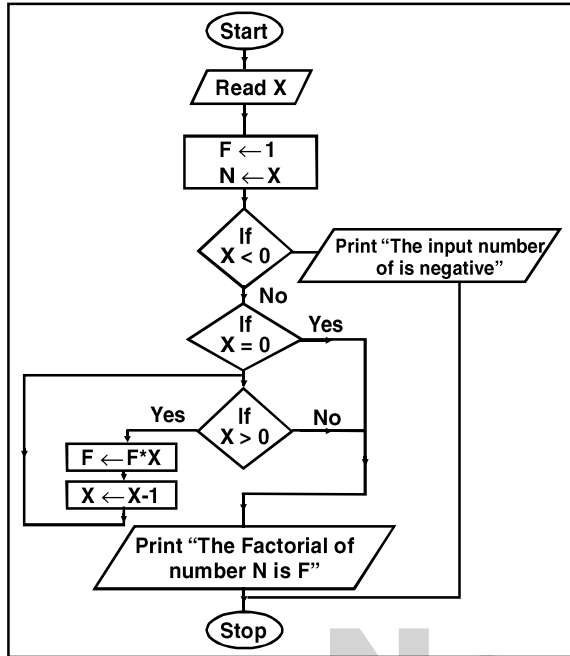 Start
Read X
F ← 1
N ← X
If
X < 0
Print “The input number
of is negative”
No
If
X = 0
Yes
If
X > 0
Yes
No
F ← F*X
X ← X-1
Print “The Factorial of
number N is F”
Stop